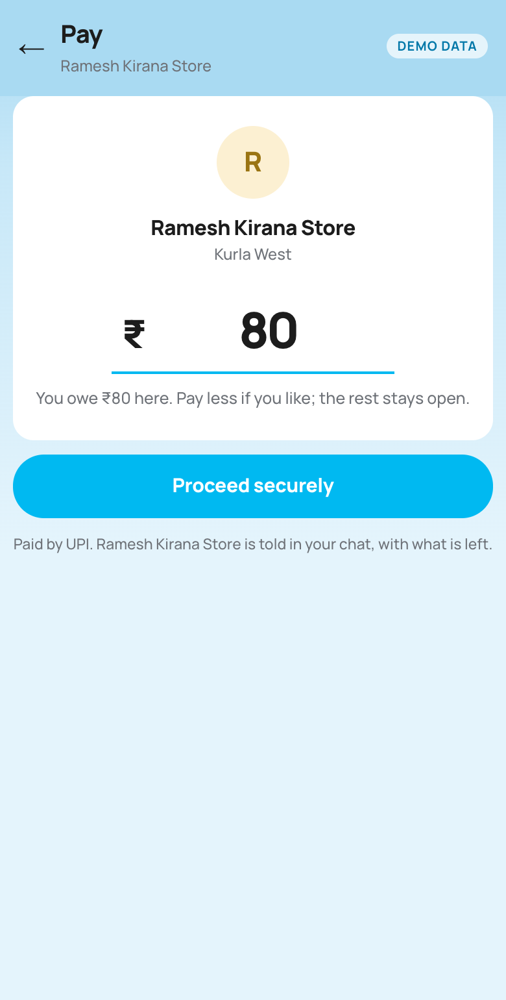 ←
Pay
Ramesh Kirana Store
DEMO DATA
R
Ramesh Kirana Store
Kurla West
₹ 80
You owe ₹80 here. Pay less if you like; the rest stays open.
Proceed securely
Paid by UPI. Ramesh Kirana Store is told in your chat, with what is left.